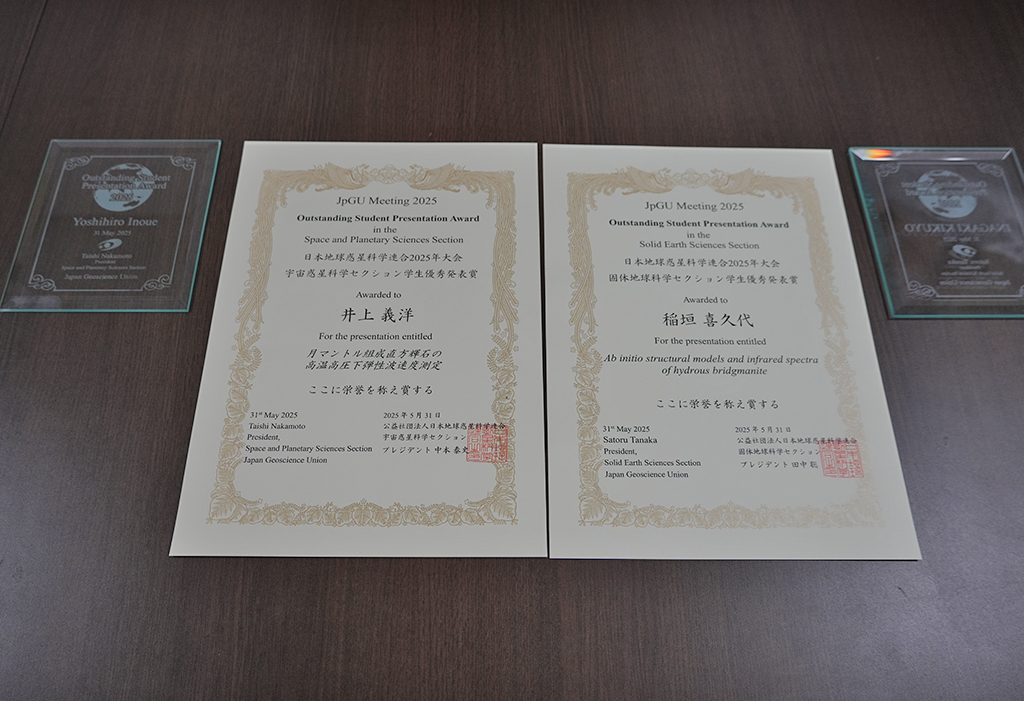 Outstanding Student
Presentation Award
2025
Yoshihiro Inoue
31 May 2025
Taishi Nakamoto
President
Space and Planetary Sciences Section
Japan Geoscience Union
JpGU Meeting 2025
Outstanding Student Presentation Award
in the
Space and Planetary Sciences Section
日本地球惑星科学連合2025年大会
宇宙惑星科学セクション学生優秀発表賞
Awarded to
井上 義洋
For the presentation entitled
月マントル組成直方輝石の
高温高圧下弾性波速度測定
ここに栄誉を称え賞する
31st May 2025
Taishi Nakamoto
President,
Space and Planetary Sciences Section
Japan Geoscience Union
2025年5月31日
公益社団法人日本地球惑星科学連合
宇宙惑星科学セクション
プレジデント 中本 泰史
JpGU Meeting 2025
Outstanding Student Presentation Award
in the
Solid Earth Sciences Section
日本地球惑星科学連合2025年大会
固体地球科学セクション学生優秀発表賞
Awarded to
稲垣 喜久代
For the presentation entitled
Ab initio structural models and infrared spectra
of hydrous bridgmanite
ここに栄誉を称え賞する
31st May 2025
Satoru Tanaka
President,
Solid Earth Sciences Section
Japan Geoscience Union
2025年5月31日
公益社団法人日本地球惑星科学連合
固体地球科学セクション
プレジデント 田中 聡
INAGAKI KIKUYO